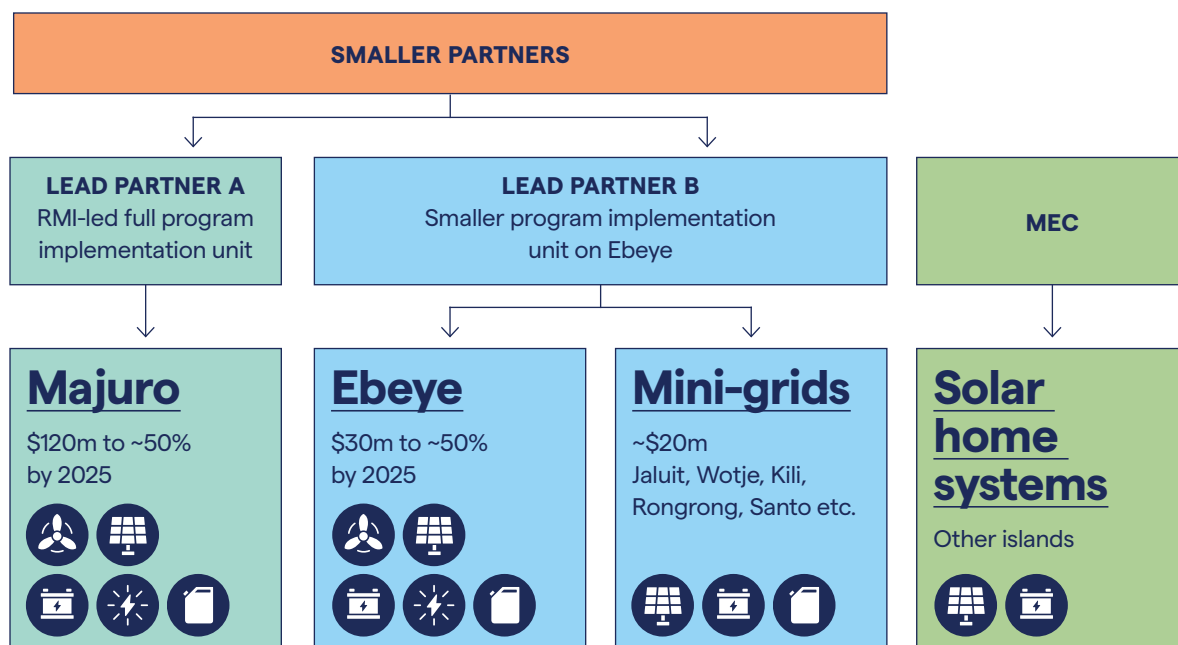 SMALLER PARTNERS
LEAD PARTNER A
RMI-led full program
implementation unit
LEAD PARTNER B
Smaller program implementation
unit on Ebeye
MEC
Majuro
$120m to ~50%
by 2025
Ebeye
$30m to ~50%
by 2025
Mini-grids
~$20m
Jaluit, Wotje, Kili,
Rongrong, Santo etc.
Solar
home
systems
Other islands